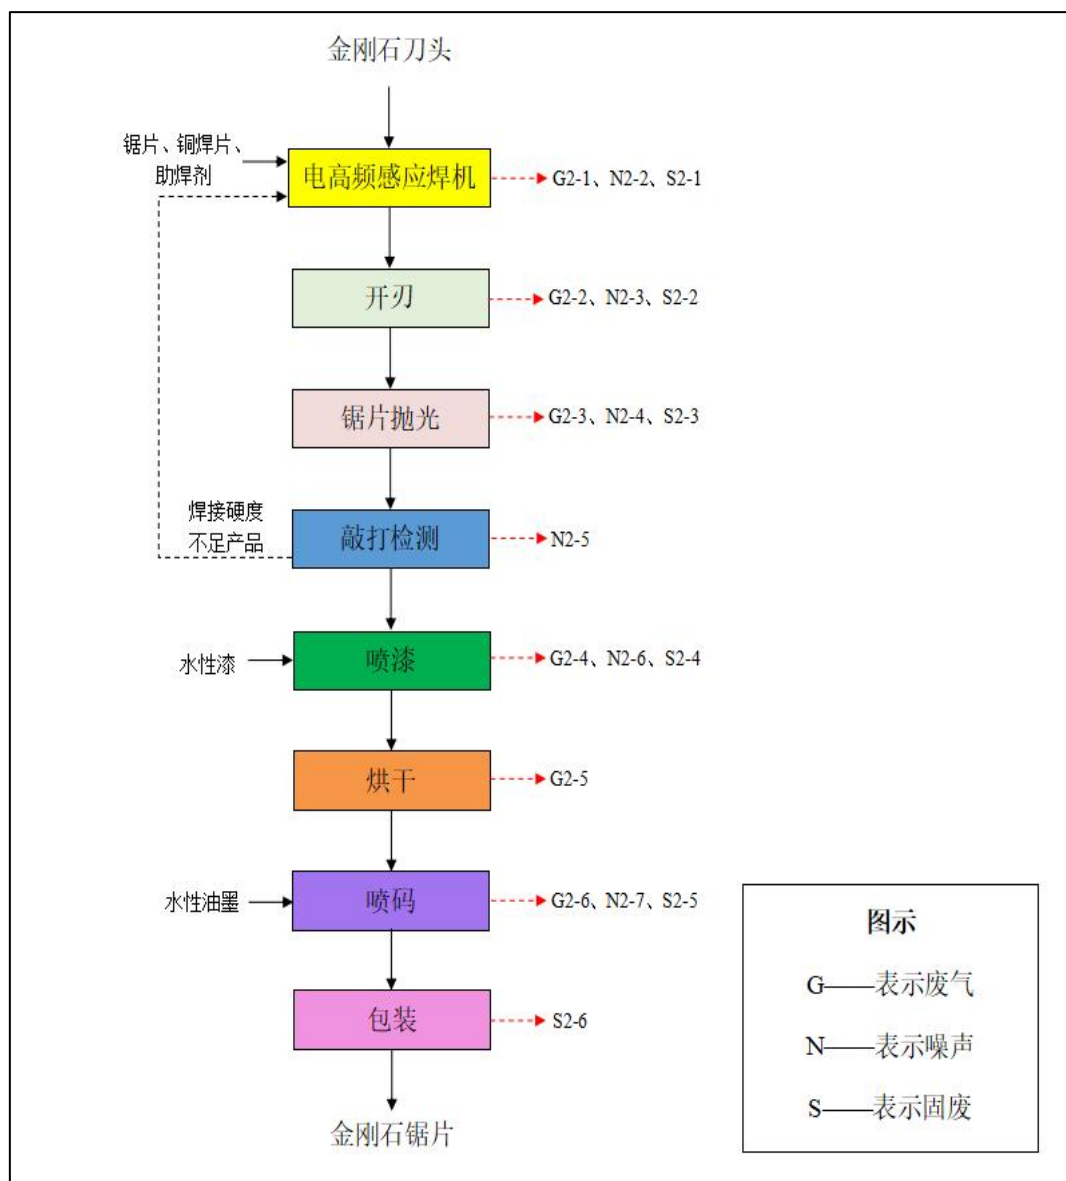 金刚石刀头
锯片、铜焊片、
助焊剂
电高频感应焊机
G2-1、N2-2、S2-1
开刃
G2-2、N2-3、S2-2
锯片抛光
G2-3、N2-4、S2-3
焊接硬度
不足产品
敲打检测
N2-5
水性漆
喷漆
G2-4、N2-6、S2-4
烘干
G2-5
水性油墨
喷码
G2-6、N2-7、S2-5
包装
S2-6
金刚石锯片
图示
G——表示废气
N——表示噪声
S——表示固废